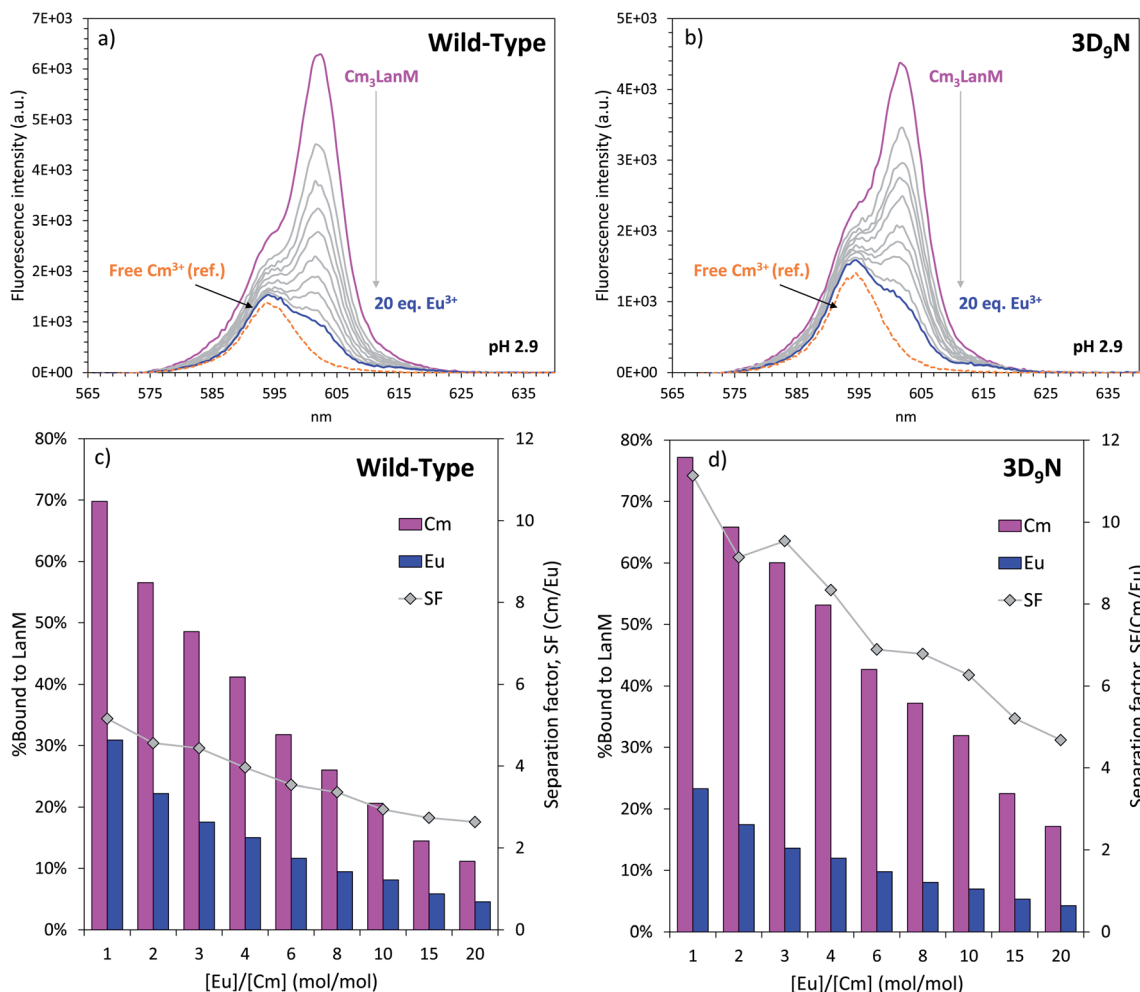 a)
Wild-Type
Fluorescence intensity (a.u.)
7E+03
6E+03
5E+03
4E+03
3E+03
2E+03
1E+03
0E+00
Cm₃LanM
Free Cm³⁺ (ref.)
20 eq. Eu³⁺
pH 2.9
565 575 585 595 605 615 625 635
nm
b)
3D₉N
Fluorescence intensity (a.u.)
5E+03
4E+03
3E+03
2E+03
1E+03
0E+00
Cm₃LanM
Free Cm³⁺ (ref.)
20 eq. Eu³⁺
pH 2.9
565 575 585 595 605 615 625 635
nm
c)
Wild-Type
%Bound to LanM
80%
70%
60%
50%
40%
30%
20%
10%
0%
Cm
Eu
SF
12
10
8
6
4
2
0
Separation factor, SF (Cm/Eu)
1 2 3 4 6 8 10 15 20
[Eu]/[Cm] (mol/mol)
d)
3D₉N
%Bound to LanM
80%
70%
60%
50%
40%
30%
20%
10%
0%
Cm
Eu
SF
12
10
8
6
4
2
0
Separation factor, SF (Cm/Eu)
1 2 3 4 6 8 10 15 20
[Eu]/[Cm] (mol/mol)